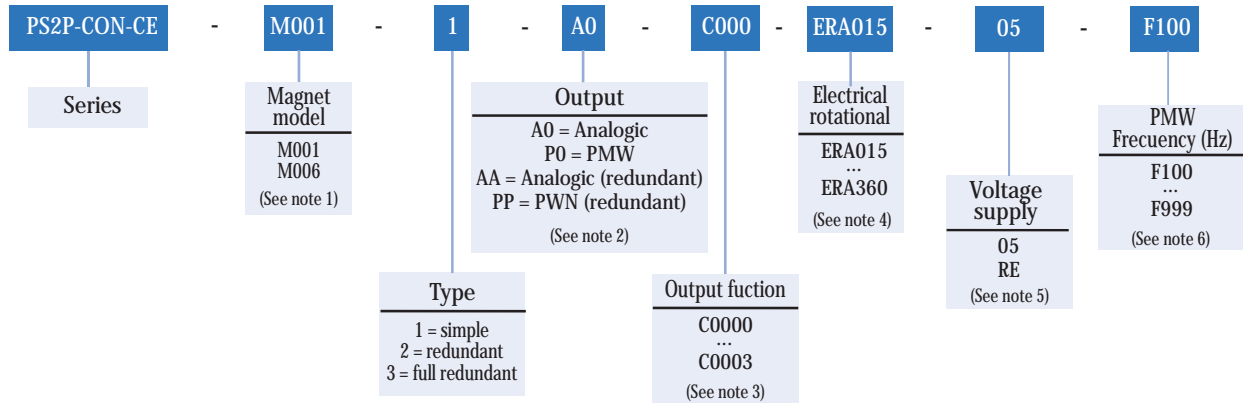 PS2P-CON-CE - M001 - 1 - A0 - C000 - ERA015 - 05 - F100
Series
Magnet
model
M001
M006
(See note 1)
Type
1 = simple
2 = redundant
3 = full redundant
Output
A0 = Analogic
P0 = PMW
AA = Analogic (redundant)
PP = PWN (redundant)
(See note 2)
Output fuction
C0000
...
C0003
(See note 3)
Electrical
rotational
ERA015
...
ERA360
(See note 4)
Voltage
supply
05
RE
(See note 5)
PMW
Frecuency (Hz)
F100
...
F999
(See note 6)